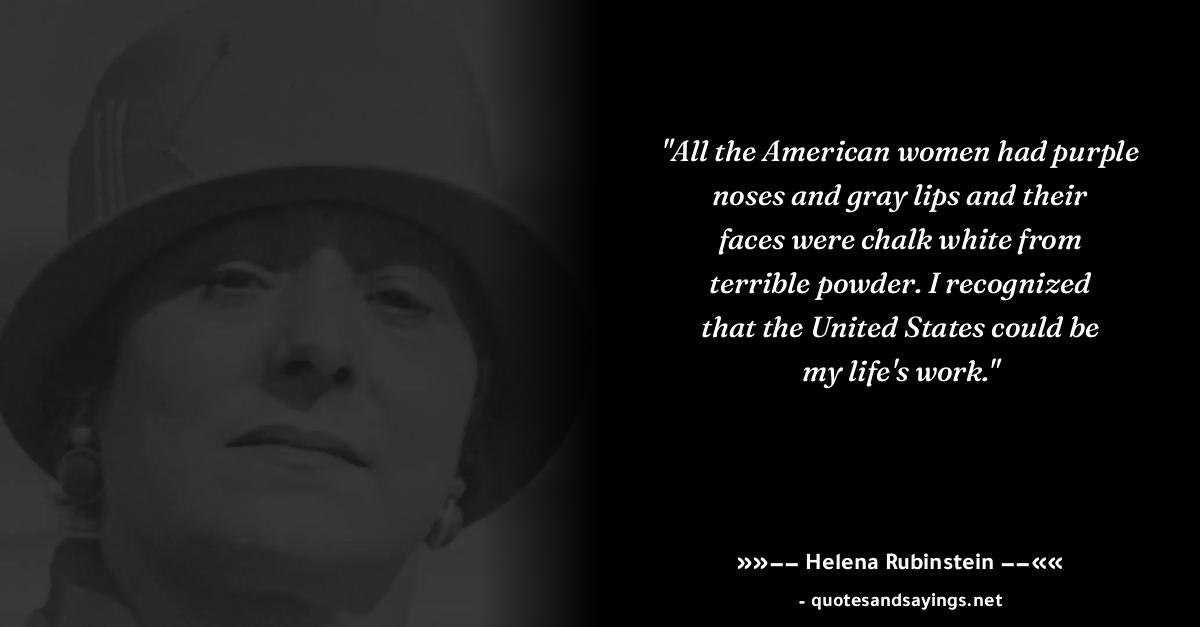 "All the American women had purple
noses and gray lips and their
faces were chalk white from
terrible powder. I recognized
that the United States could be
my life's work."
»»−− Helena Rubinstein −−««
- quotesandsayings.net